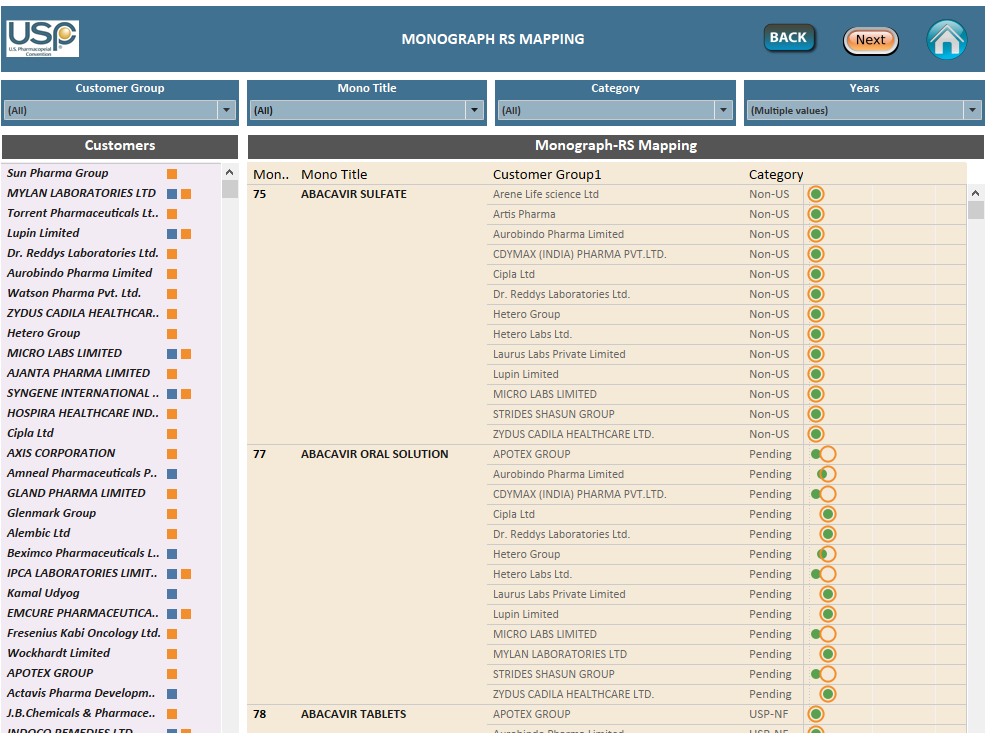 USP
U.S. Pharmacopeial
Convention
MONOGRAPH RS MAPPING
BACK
Next
Customer Group
Mono Title
Category
Years
(All)
(All)
(All)
(Multiple values)
Customers
Sun Pharma Group
MYLAN LABORATORIES LTD
Torrent Pharmaceuticals Lt..
Lupin Limited
Dr. Reddys Laboratories Ltd.
Aurobindo Pharma Limited
Watson Pharma Pvt. Ltd.
ZYDUS CADILA HEALTHCAR..
Hetero Group
MICRO LABS LIMITED
AJANTA PHARMA LIMITED
SYNGENE INTERNATIONAL ..
HOSPIRA HEALTHCARE IND..
Cipla Ltd
AXIS CORPORATION
Amneal Pharmaceuticals P..
GLAND PHARMA LIMITED
Glenmark Group
Alembic Ltd
Beximco Pharmaceuticals L..
IPCA LABORATORIES LIMIT..
Kamal Udyog
EMCURE PHARMACEUTICA..
Fresenius Kabi Oncology Ltd.
Wockhardt Limited
APOTEX GROUP
Actavis Pharma Developm..
J.B.Chemicals & Pharmace..
INDOCO REMEDIES LTD
Monograph-RS Mapping
Mon.. Mono Title Customer Group1 Category
75 ABACAVIR SULFATE Arene Life science Ltd Non-US
Artis Pharma Non-US
Aurobindo Pharma Limited Non-US
CDYMAX (INDIA) PHARMA PVT.LTD. Non-US
Cipla Ltd Non-US
Dr. Reddys Laboratories Ltd. Non-US
Hetero Group Non-US
Hetero Labs Ltd. Non-US
Laurus Labs Private Limited Non-US
Lupin Limited Non-US
MICRO LABS LIMITED Non-US
STRIDES SHASUN GROUP Non-US
ZYDUS CADILA HEALTHCARE LTD. Non-US
77 ABACAVIR ORAL SOLUTION APOTEX GROUP Pending
Aurobindo Pharma Limited Pending
CDYMAX (INDIA) PHARMA PVT.LTD. Pending
Cipla Ltd Pending
Dr. Reddys Laboratories Ltd. Pending
Hetero Group Pending
Hetero Labs Ltd. Pending
Laurus Labs Private Limited Pending
Lupin Limited Pending
MICRO LABS LIMITED Pending
MYLAN LABORATORIES LTD Pending
STRIDES SHASUN GROUP Pending
ZYDUS CADILA HEALTHCARE LTD. Pending
78 ABACAVIR TABLETS APOTEX GROUP USP-NF
Aurobindo Pharma Limited USP-NF